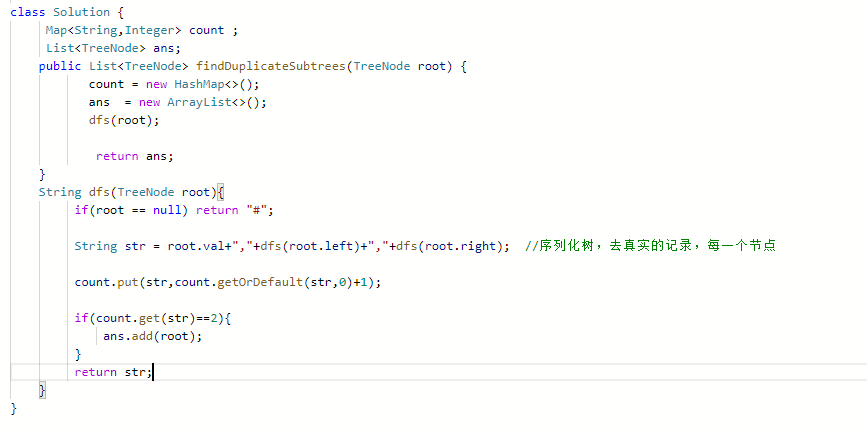 class Solution {
Map<String,Integer> count ;
List<TreeNode> ans;
public List<TreeNode> findDuplicateSubtrees(TreeNode root) {
count = new HashMap<>();
ans  = new ArrayList<>();
dfs(root);
return ans;
}
String dfs(TreeNode root){
if(root == null) return "#";
String str = root.val+","+dfs(root.left)+","+dfs(root.right);  //序列化树，去真实的记录，每一个节点
count.put(str,count.getOrDefault(str,0)+1);
if(count.get(str)==2){
ans.add(root);
}
return str;
}
}